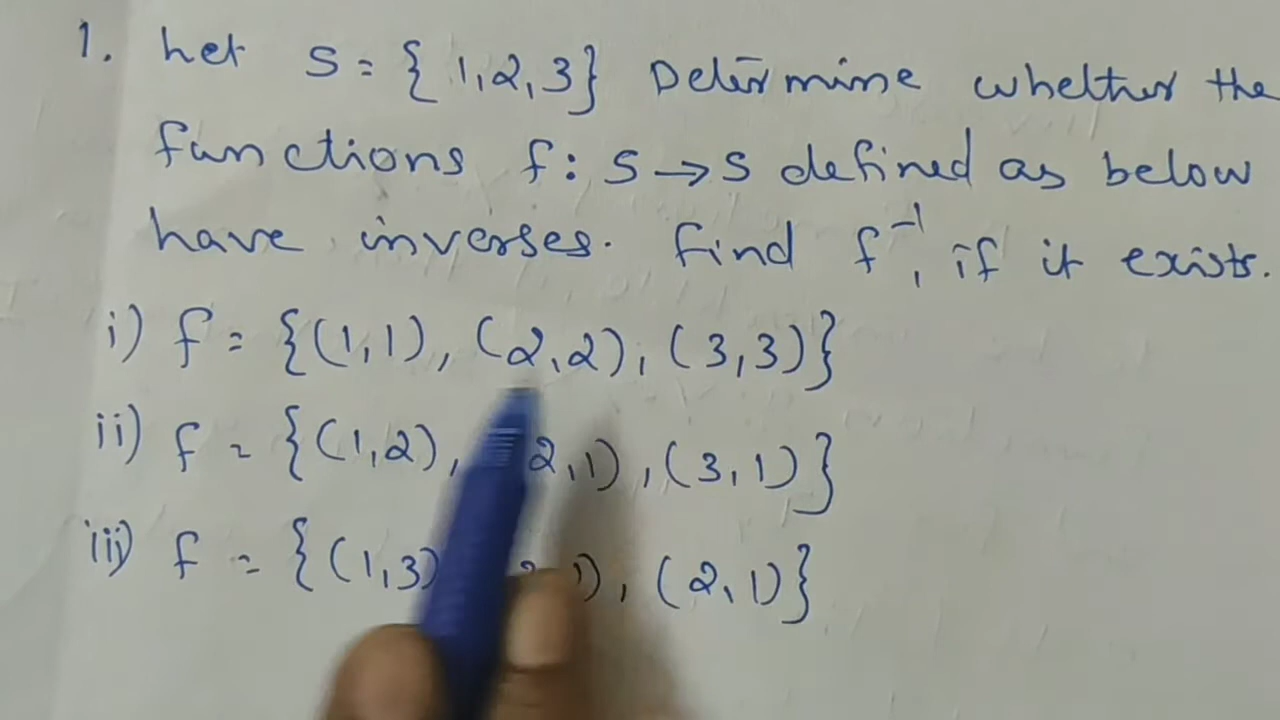 1. Let S = { 1,2,3} Determine whether the
functions f: S→S defined as below
have inverses. Find f⁻¹, if it exists.
i) f = {(1,1), (2,2), (3,3)}
ii) f = {(1,2), 2,1), (3,1)}
iii) f = {(1,3) 1), (2,1)}